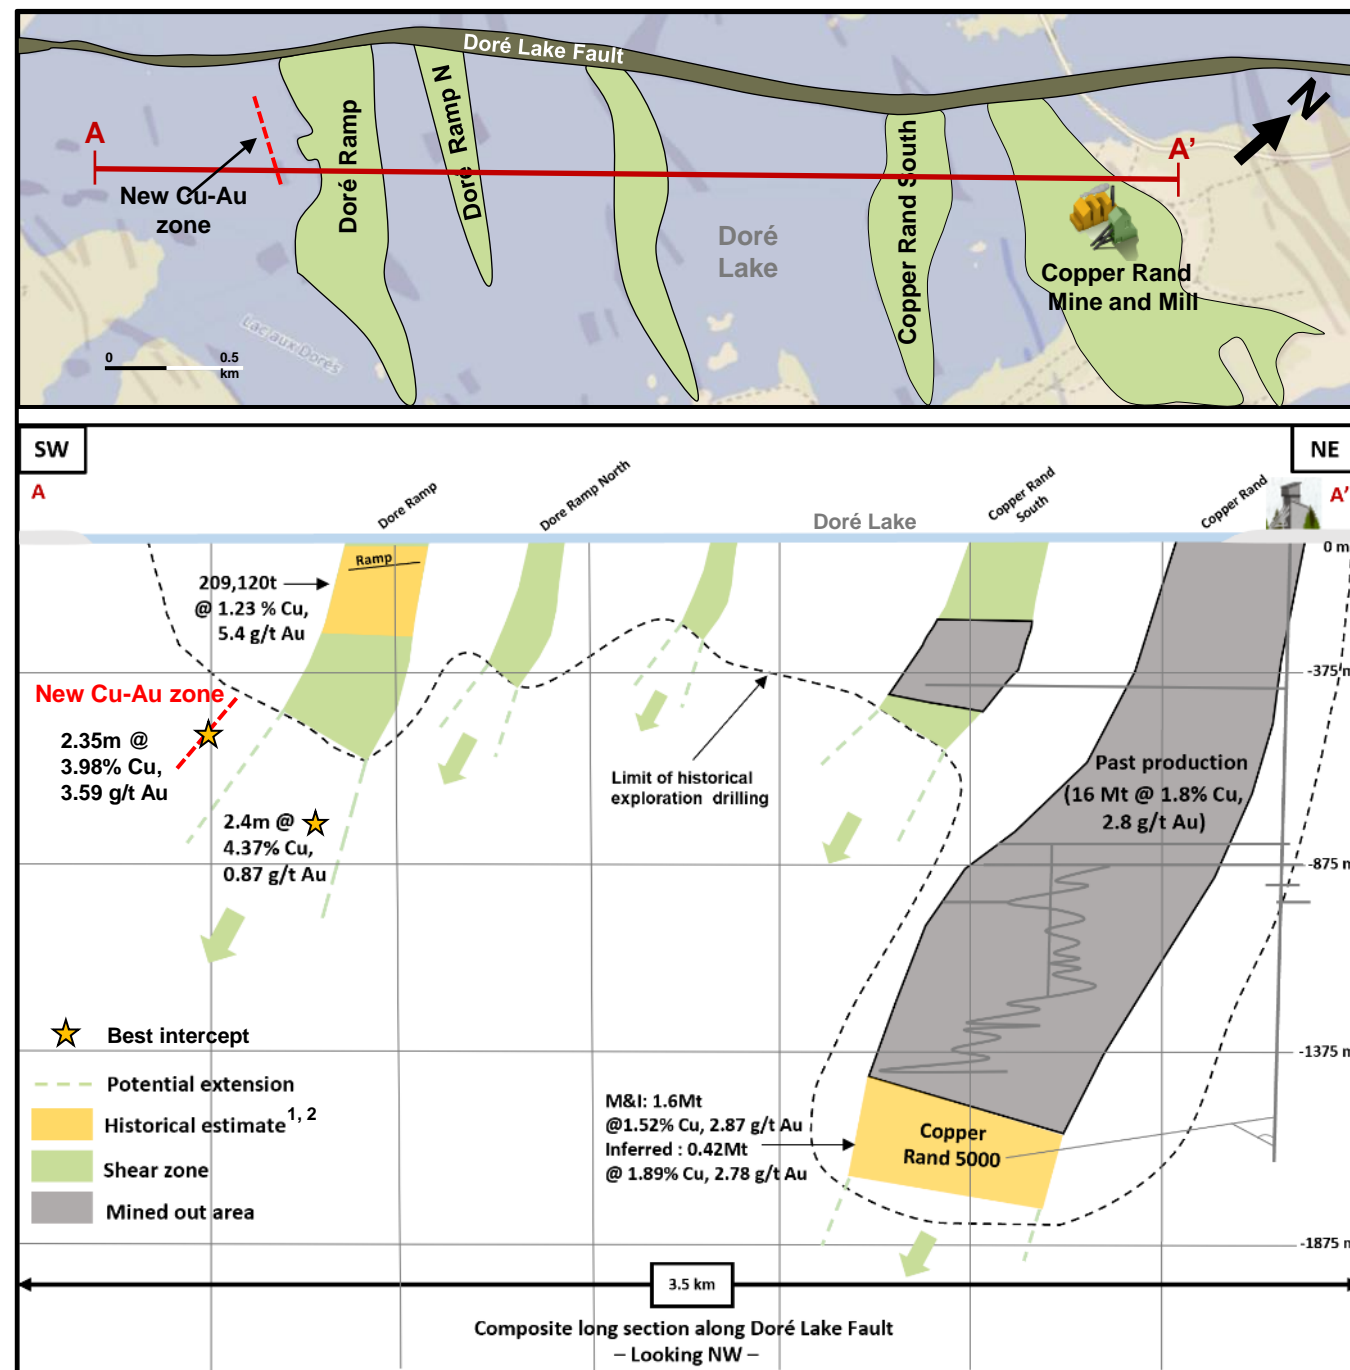 Doré Lake Fault
N
A
A'
New Cu-Au
zone
Doré Ramp
Doré Ramp N
Doré
Lake
Copper Rand South
Copper Rand
Mine and Mill
Lac aux Dorés
0 0.5
km
SW
NE
A
A'
Dore Ramp
Dore Ramp North
Doré Lake
Copper Rand
South
Copper Rand
0 m
Ramp
209,120t
@ 1.23 % Cu,
5.4 g/t Au
-375 m
New Cu-Au zone
2.35m @
3.98% Cu,
3.59 g/t Au
Limit of historical
exploration drilling
Past production
(16 Mt @ 1.8% Cu,
2.8 g/t Au)
2.4m @
4.37% Cu,
0.87 g/t Au
-875 m
Best intercept
Potential extension
Historical estimate1, 2
Shear zone
Mined out area
-1375 m
M&I: 1.6Mt
@1.52% Cu, 2.87 g/t Au
Inferred : 0.42Mt
@ 1.89% Cu, 2.78 g/t Au
Copper
Rand 5000
-1875 m
3.5 km
Composite long section along Doré Lake Fault
– Looking NW –